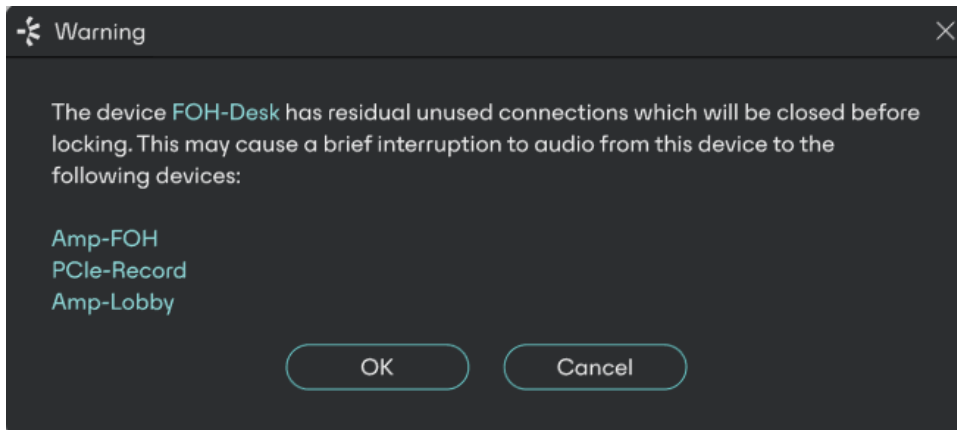 Warning
The device FOH-Desk has residual unused connections which will be closed before
locking. This may cause a brief interruption to audio from this device to the
following devices:
Amp-FOH
PCIe-Record
Amp-Lobby
OK
Cancel